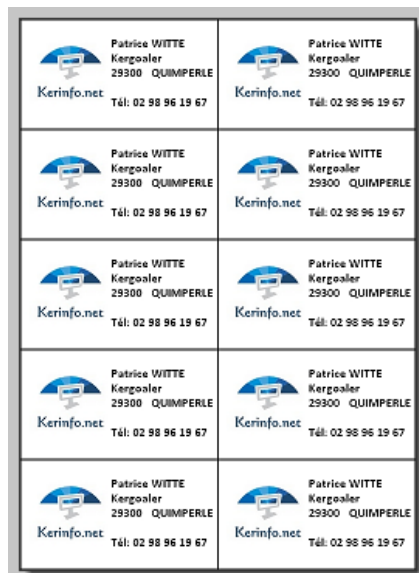 Patrice WITTE
Kergoaler
29300 QUIMPERLE
Kerinfo.net
Tél: 02 98 96 19 67
Patrice WITTE
Kergoaler
29300 QUIMPERLE
Kerinfo.net
Tél: 02 98 96 19 67
Patrice WITTE
Kergoaler
29300 QUIMPERLE
Kerinfo.net
Tél: 02 98 96 19 67
Patrice WITTE
Kergoaler
29300 QUIMPERLE
Kerinfo.net
Tél: 02 98 96 19 67
Patrice WITTE
Kergoaler
29300 QUIMPERLE
Kerinfo.net
Tél: 02 98 96 19 67
Patrice WITTE
Kergoaler
29300 QUIMPERLE
Kerinfo.net
Tél: 02 98 96 19 67
Patrice WITTE
Kergoaler
29300 QUIMPERLE
Kerinfo.net
Tél: 02 98 96 19 67
Patrice WITTE
Kergoaler
29300 QUIMPERLE
Kerinfo.net
Tél: 02 98 96 19 67
Patrice WITTE
Kergoaler
29300 QUIMPERLE
Kerinfo.net
Tél: 02 98 96 19 67
Patrice WITTE
Kergoaler
29300 QUIMPERLE
Kerinfo.net
Tél: 02 98 96 19 67